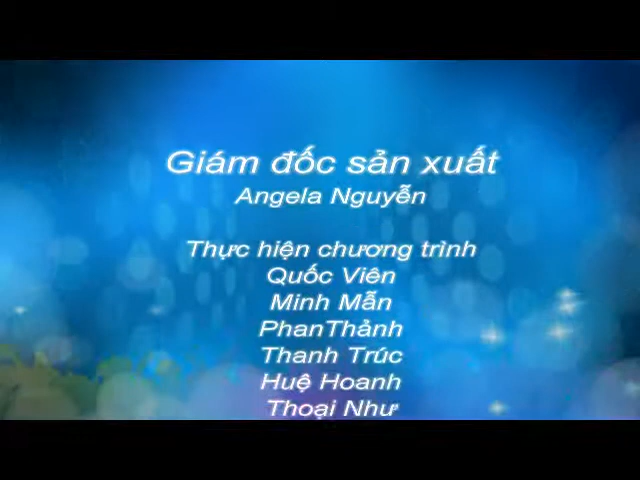 Giám đốc sản xuất
Angela Nguyễn
Thực hiện chương trình
Quốc Viên
Minh Mẫn
PhanThảnh
Thanh Trúc
Huệ Hoanh
Thoại Như